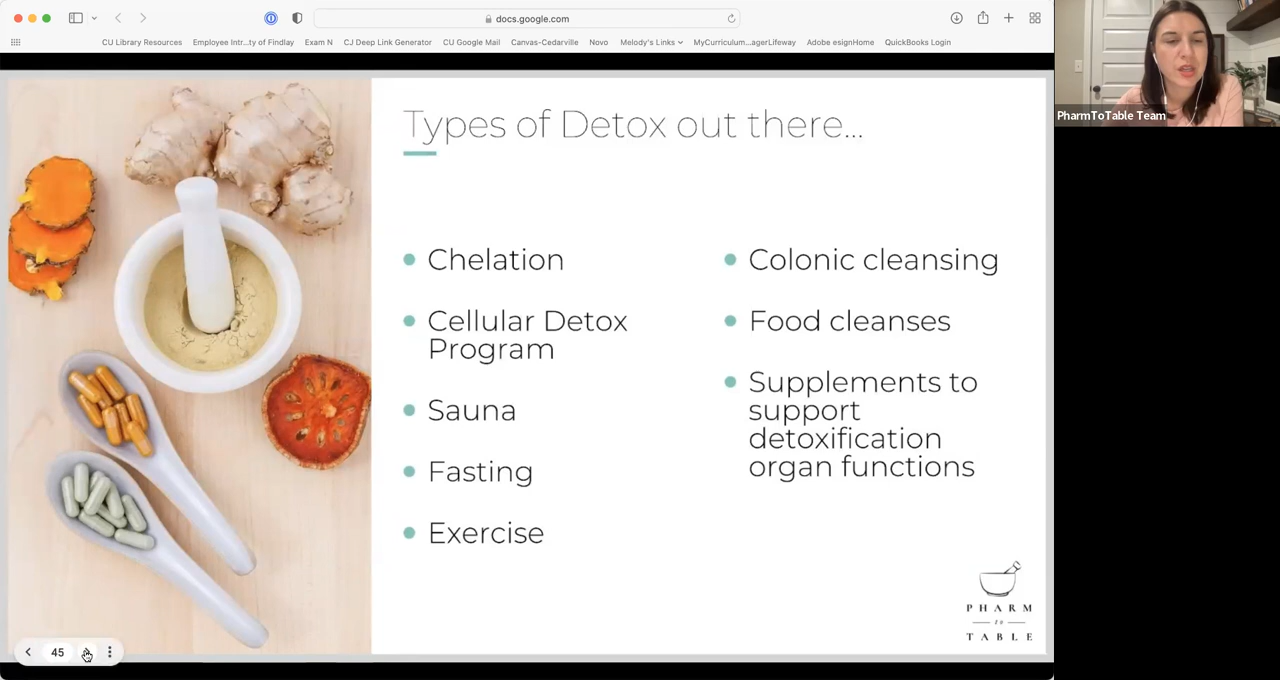 docs.google.com
CU Library Resources
Employee Intr...ty of Findlay
Exam N
CJ Deep Link Generator
CU Google Mail
Canvas-Cedarville
Novo
Melody's Links
MyCurriculum...agerLifeway
Adobe esignHome
QuickBooks Login
PharmToTable Team
Types of Detox out there...
Chelation
Cellular Detox
Program
Sauna
Fasting
Exercise
Colonic cleansing
Food cleanses
Supplements to
support
detoxification
organ functions
PHARM
to
TABLE
45